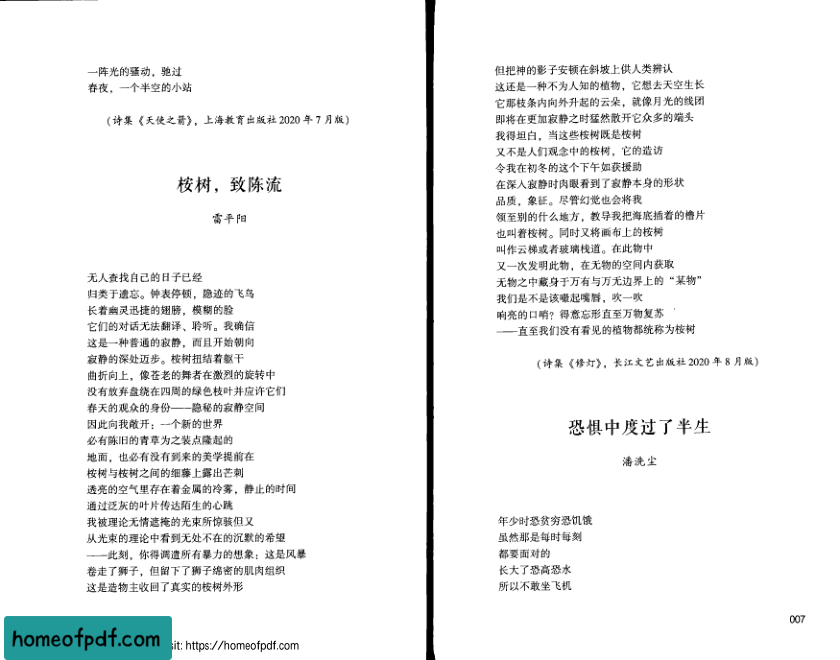 一阵光的骚动，驰过
春夜，一个半空的小站
（诗集《天使之箭》，上海教育出版社2020年7月版）
桉树，致陈流
雷平阳
无人查找自己的日子已经
归类于遗忘。钟表停顿，隐迹的飞鸟
长着幽灵迅捷的翅膀，模糊的脸
它们的对话无法翻译、聆听。我确信
这是一种普通的寂静，而且开始朝向
寂静的深处迈步。桉树扭结着躯干
曲折向上，像苍老的舞者在激烈的旋转中
没有放弃盘绕在四周的绿色枝叶并应许它们
春天的观众的身份——隐秘的寂静空间
因此向我敞开：一个新的世界
必有陈旧的青草为之装点隆起的
地面，也必有没有到来的美学提前在
桉树与桉树之间的细藤上露出芒刺
透亮的空气里存在着金属的冷雾，静止的时间
通过泛灰的叶片传达陌生的心跳
我被理论无情遮掩的光束所惊骇但又
从光束的理论中看到无处不在的沉默的希望
——此刻，你得调遣所有暴力的想象：这是风暴
卷走了狮子，但留下了狮子绵密的肌肉组织
这是造物主收回了真实的桉树外形
homeofpdf.com
sit: https://homeofpdf.com
但把神的影子安顿在斜坡上供人类辨认
这还是一种不为人知的植物，它想去天空生长
它那枝条内向外升起的云朵，就像月光的线团
即将在更加寂静之时猛然散开它众多的端头
我得坦白，当这些桉树既是桉树
又不是人们观念中的桉树，它的造访
令我在初冬的这个下午如获援助
在深入寂静时肉眼看到了寂静本身的形状
品质，象征。尽管幻觉也会将我
领至别的什么地方，教导我把海底插着的橹片
也叫着桉树。同时又将画布上的桉树
叫作云梯或者玻璃栈道。在此物中
又一次发明此物，在无物的空间内获取
无物之中藏身于万有与万无边界上的“某物”
我们是不是该嘬起嘴唇，吹一吹
响亮的口哨？得意忘形直至万物复苏
——直至我们没有看见的植物都统称为桉树
（诗集《修灯》，长江文艺出版社2020年8月版）
恐惧中度过了半生
潘洗尘
年少时恐贫穷恐饥饿
虽然那是每时每刻
都要面对的
长大了恐高恐水
所以不敢坐飞机
007